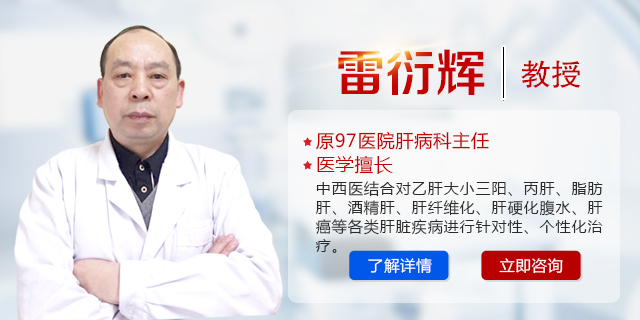 雷衍辉
教授
原97医院肝病科主任
医学擅长
中西医结合对乙肝大小三阳、丙肝、脂肪
肝、酒精肝、肝纤维化、肝硬化腹水、肝
癌等各类肝脏疾病进行针对性、个性化治
疗。
了解详情
立即咨询